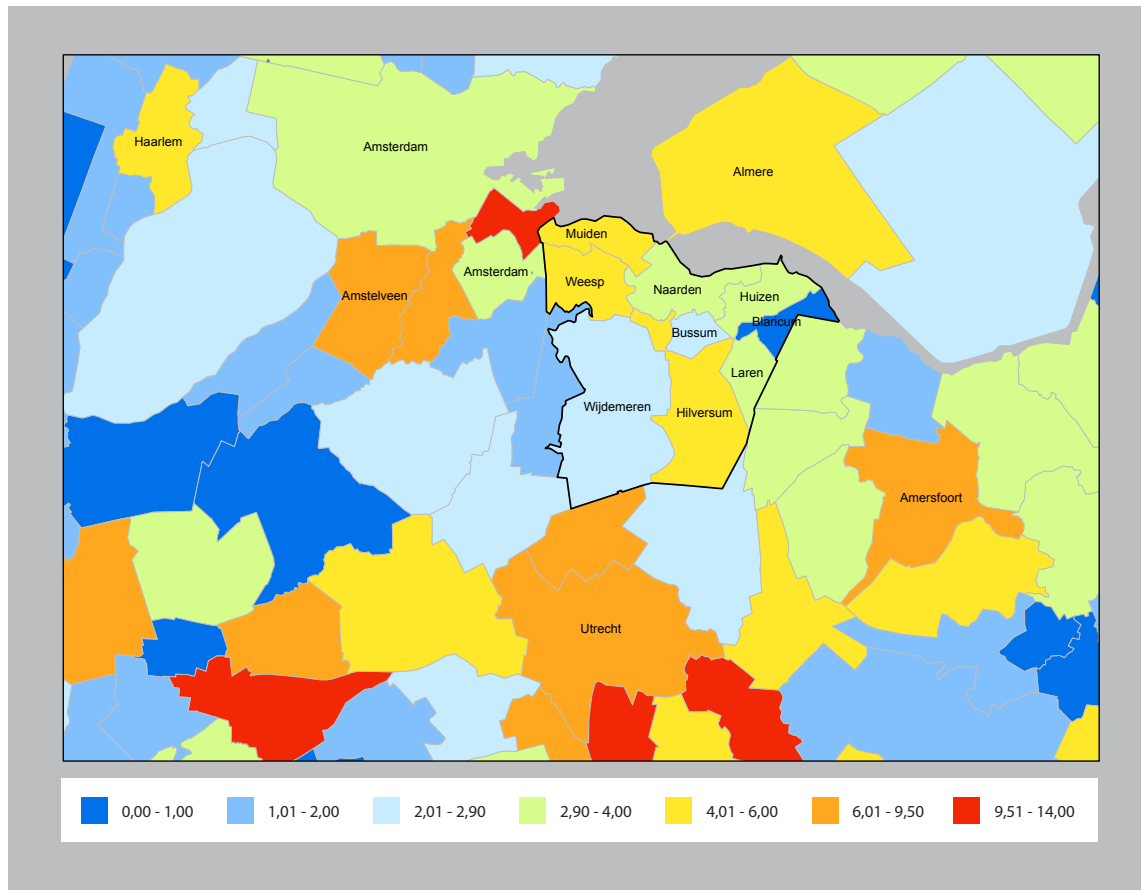 Haarlem
Amsterdam
Almere
Muiden
Amsterdam
Weesp
Amstelveen
Naarden
Huizen
Blaricum
Bussum
Laren
Wijdemeren
Hilversum
Amersfoort
Utrecht
0,00 - 1,00
1,01 - 2,00
2,01 - 2,90
2,90 - 4,00
4,01 - 6,00
6,01 - 9,50
9,51 - 14,00